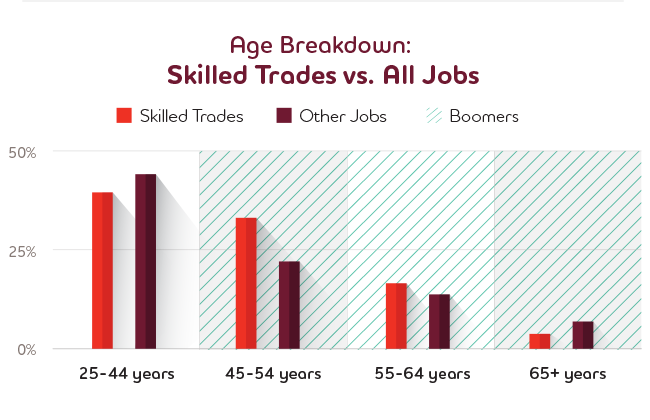 Age Breakdown:
Skilled Trades vs. All Jobs
Skilled Trades Other Jobs Boomers
50%
25%
0%
25-44 years 45-54 years 55-64 years 65+ years